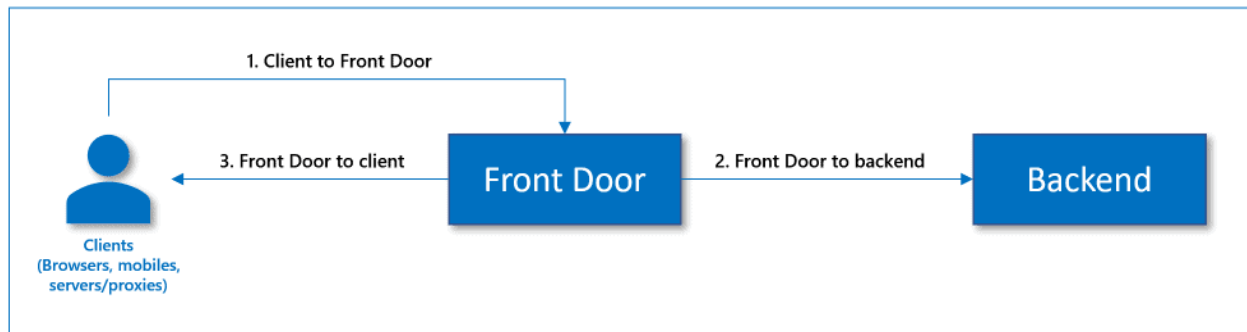 1. Client to Front Door
3. Front Door to client
Front Door
2. Front Door to backend
Backend
Clients
(Browsers, mobiles,
servers/proxies)